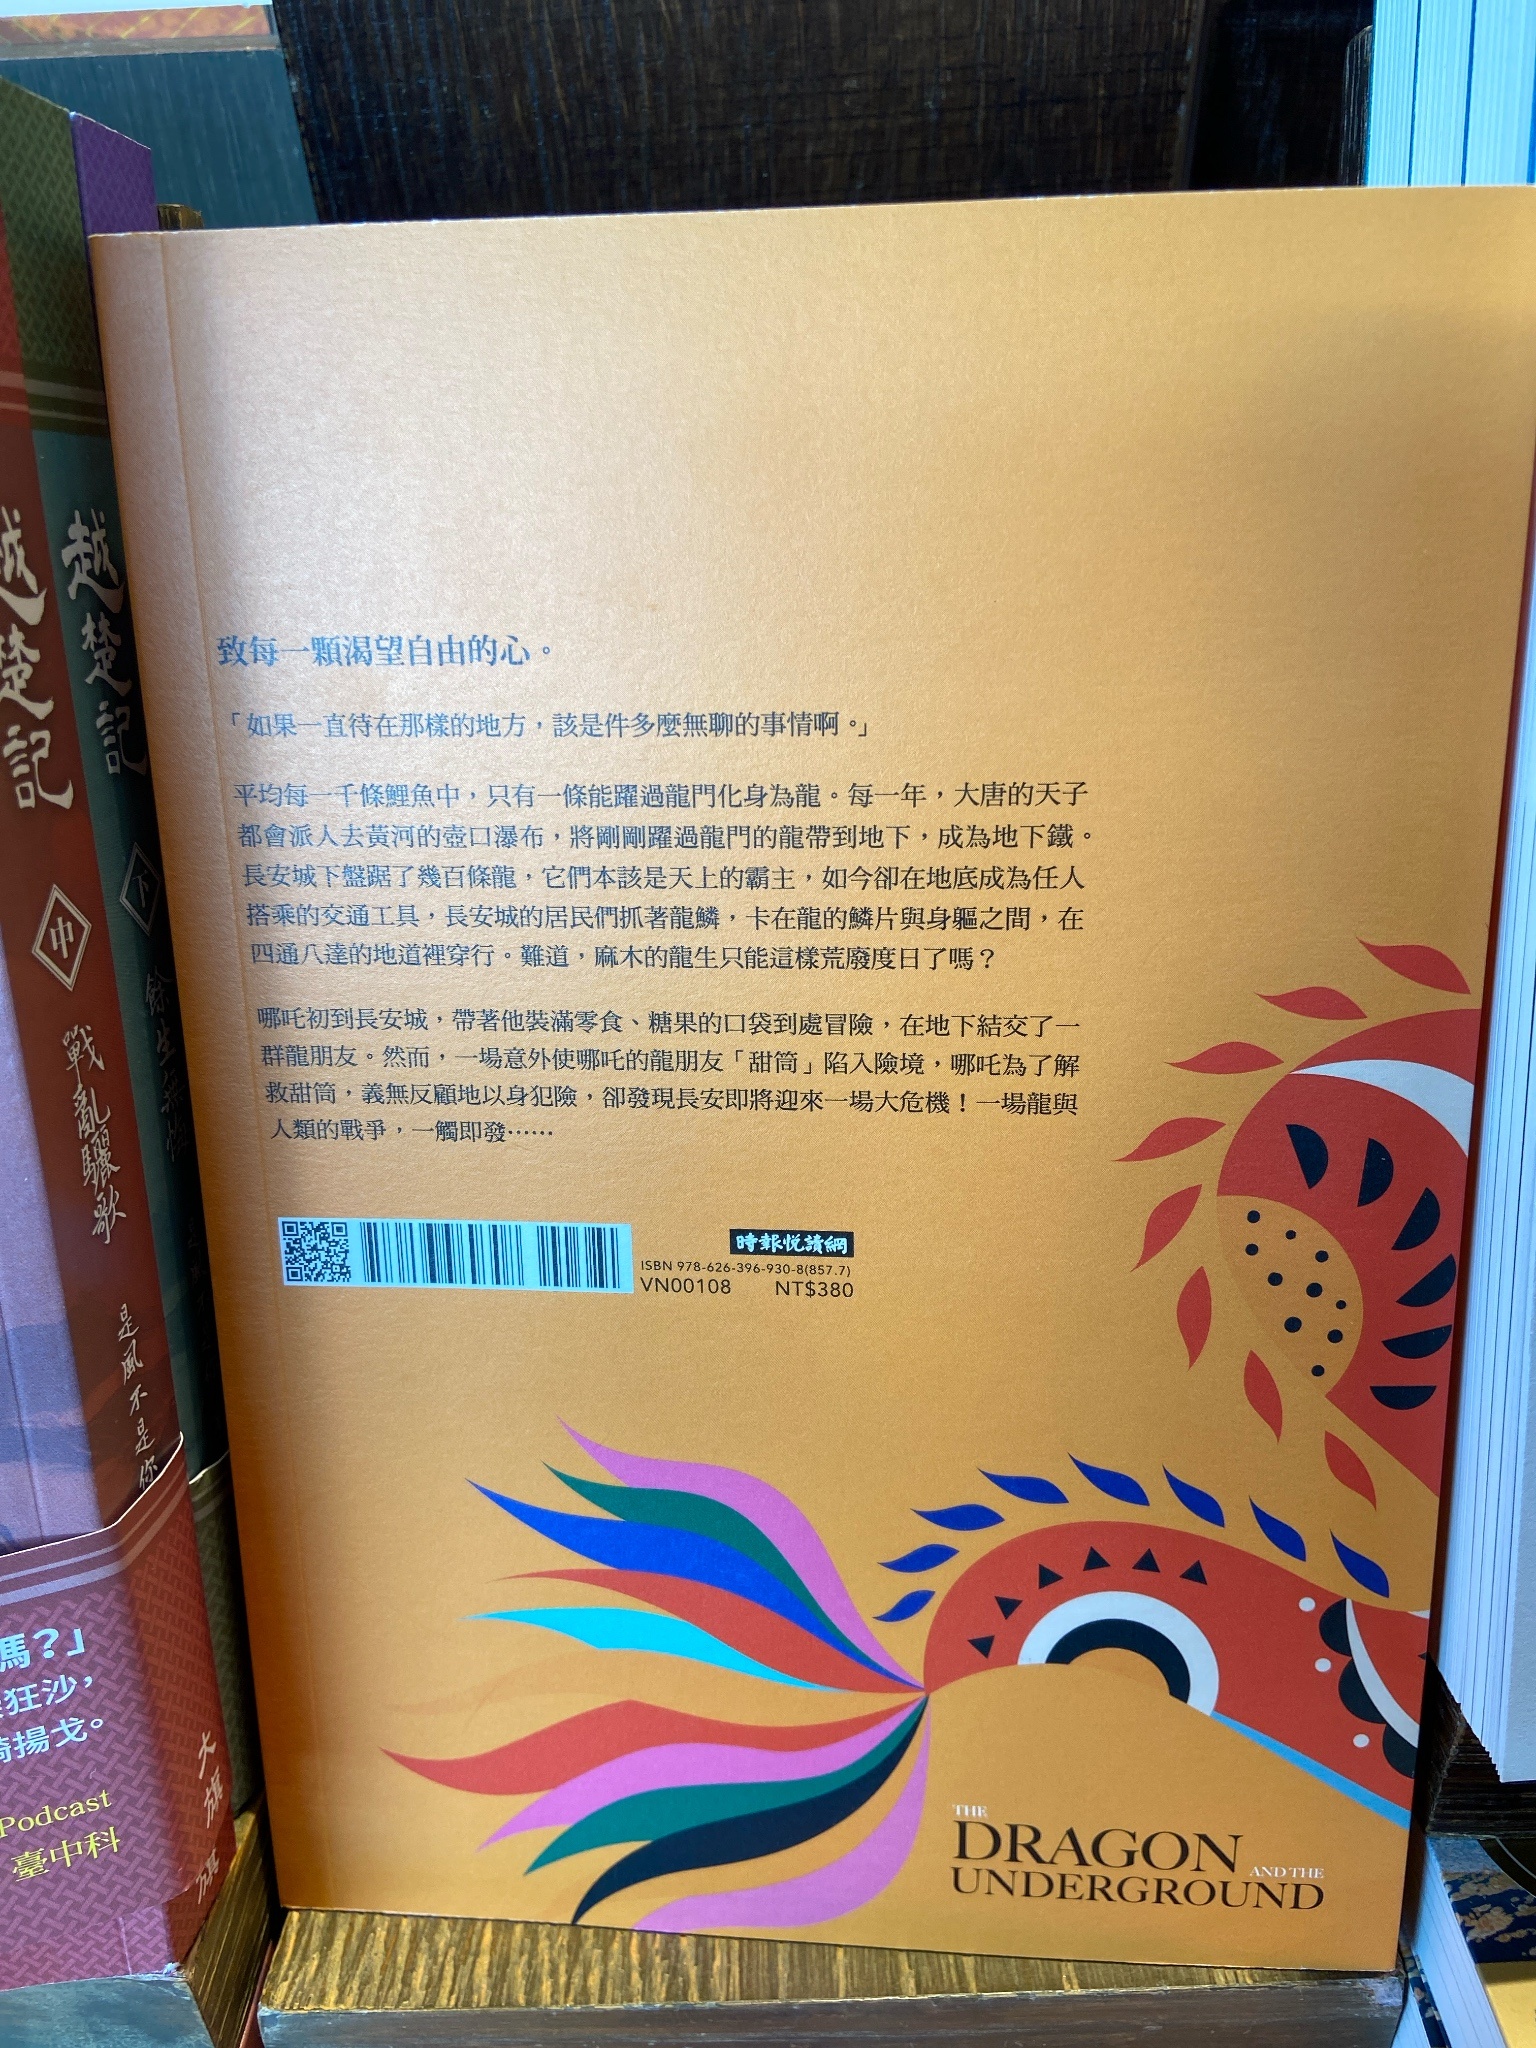 致每一顆渴望自由的心。
「如果一直待在那樣的地方，該是件多麼無聊的事情啊。」
平均每一千條鯉魚中，只有一條能躍過龍門化身為龍。每一年，大唐的天子
都會派人去黃河的壺口瀑布，將剛剛躍過龍門的龍帶到地下，成為地下鐵。
長安城下盤踞了幾百條龍，它們本該是天上的霸主，如今卻在地底成為任人
搭乘的交通工具，長安城的居民們抓著龍鱗，卡在龍的鱗片與身軀之間，在
四通八達的地道裡穿行。難道，麻木的龍生只能這樣荒廢度日了嗎？
哪吒初到長安城，帶著他裝滿零食、糖果的口袋到處冒險，在地下結交了一
群龍朋友。然而，一場意外使哪吒的龍朋友「甜筒」陷入險境，哪吒為了解
救甜筒，義無反顧地以身犯險，卻發現長安即將迎來一場大危機！一場龍與
人類的戰爭，一觸即發⋯⋯
時報悅讀網
ISBN 978-626-396-930-8(857.7)
VN00108 NT$380
THE
DRAGON
AND THE
UNDERGROUND
越楚記
中
戰亂驪歌
是風不是你
大旗
越楚記
下
餘生無悔
嗎？」
狂沙，
揚戈。
Podcast
臺中科